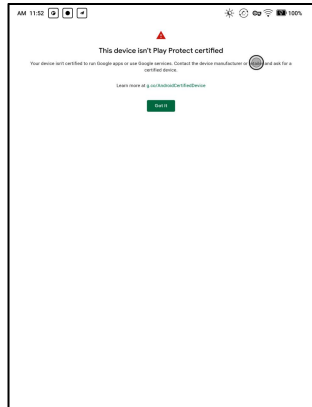 AM 11:52
100%
This device isn't Play Protect certified
Your device isn't certified to run Google apps or use Google services. Contact the device manufacturer or and ask for a
certified device.
Learn more at g.co/AndroidCertifiedDevice
Got it